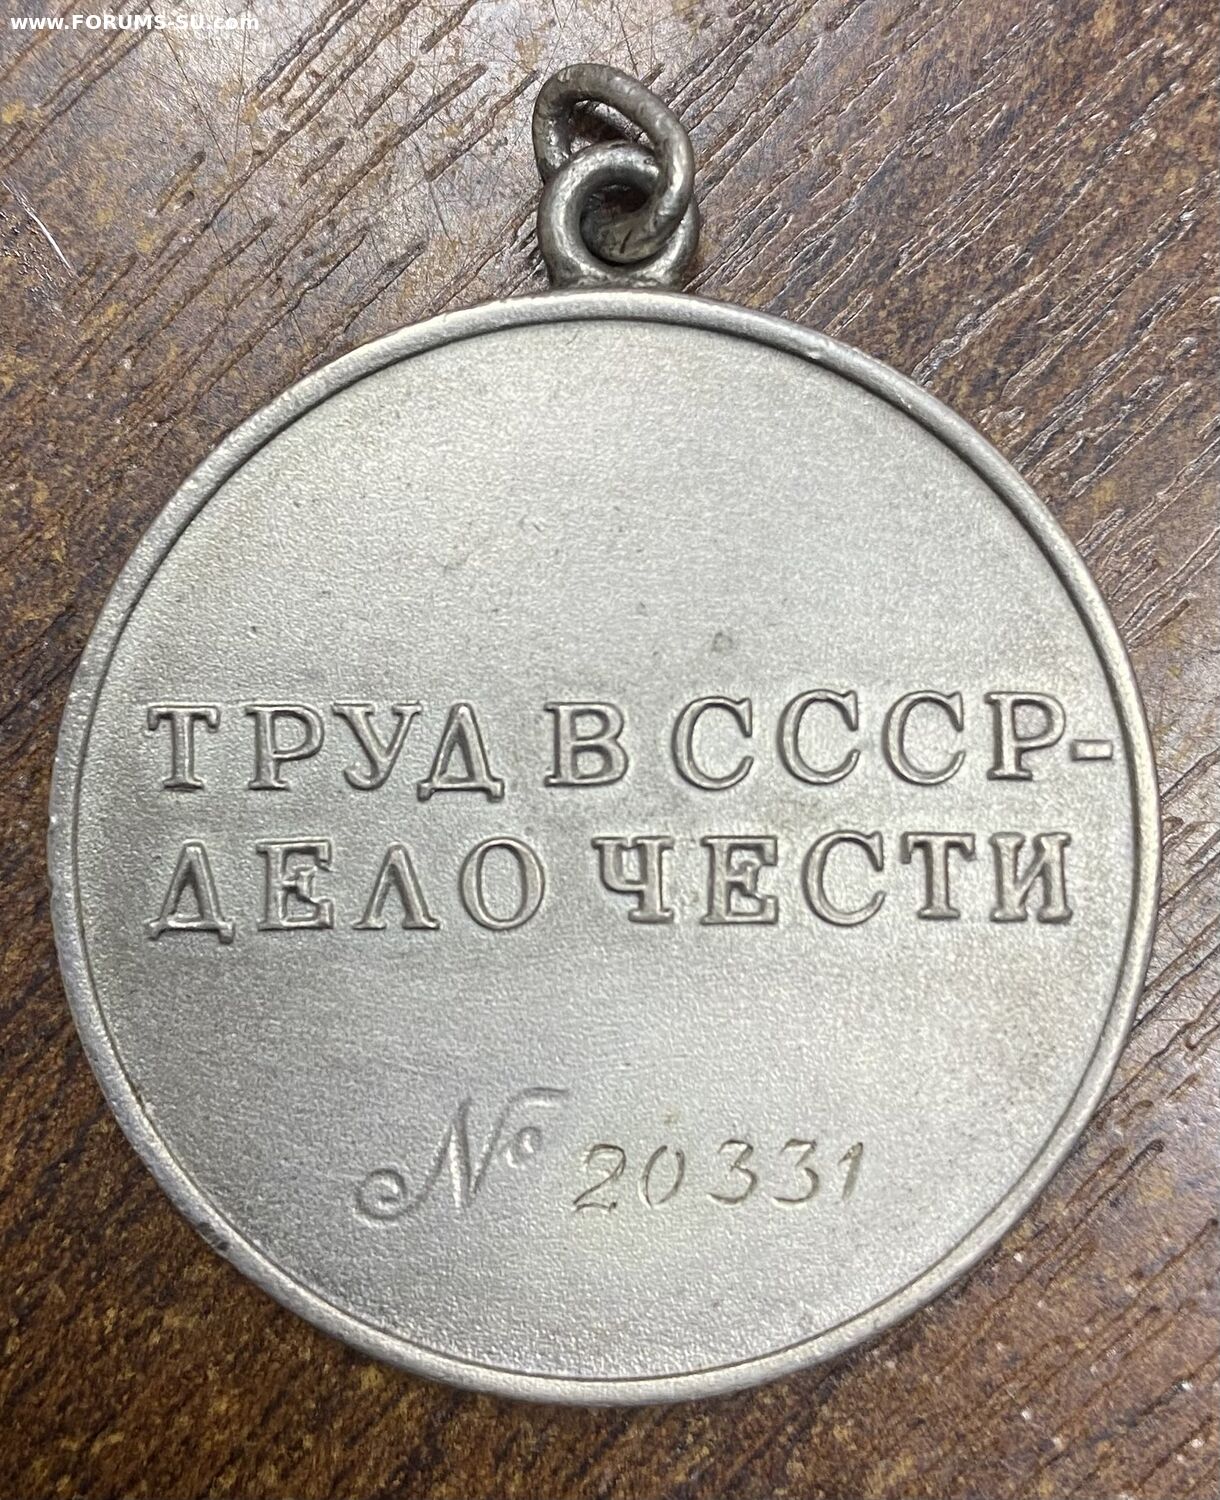 www.FORUMS-SU.com
ТРУД В СССР-
ДЕЛО ЧЕСТИ
№ 20331